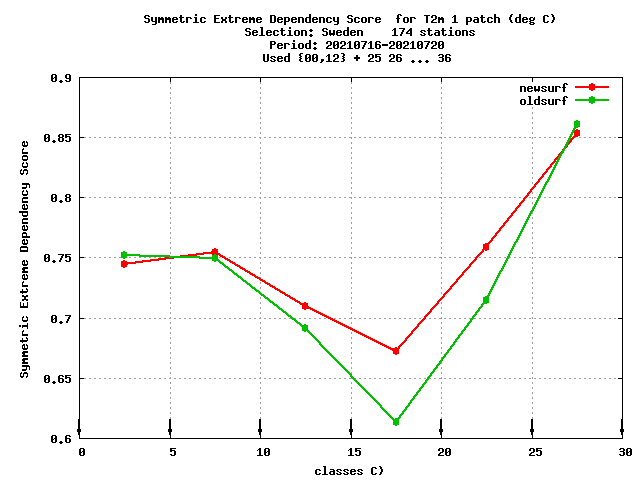 Symmetric Extreme Dependency Score  for T2m 1 patch (deg C)
Selection: Sweden    174 stations
Period: 20210716-20210720
Used {00,12} + 25 26 ... 36
newsurf
oldsurf
Symmetric Extreme Dependency Score
0.9
0.85
0.8
0.75
0.7
0.65
0.6
0 5 10 15 20 25 30
classes C)